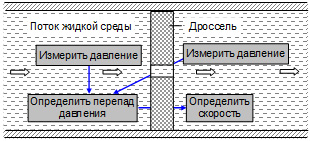 Поток жидкой среды
Дроссель
Измерить давление
Измерить давление
Определить перепад
давления
Определить
скорость